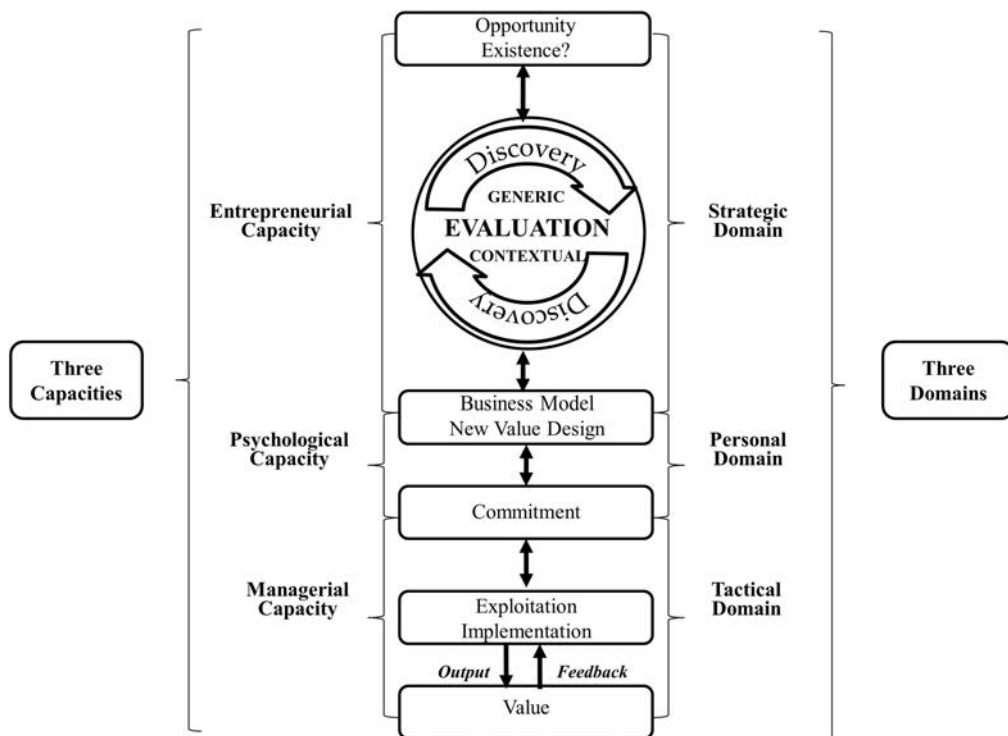 Opportunity
Existence?
Discovery
GENERIC
EVALUATION
CONTEXTUAL
Discovery
Entrepreneurial
Capacity
Strategic
Domain
Three
Capacities
Three
Domains
Business Model
New Value Design
Psychological
Capacity
Personal
Domain
Commitment
Managerial
Capacity
Tactical
Domain
Exploitation
Implementation
Output
Feedback
Value